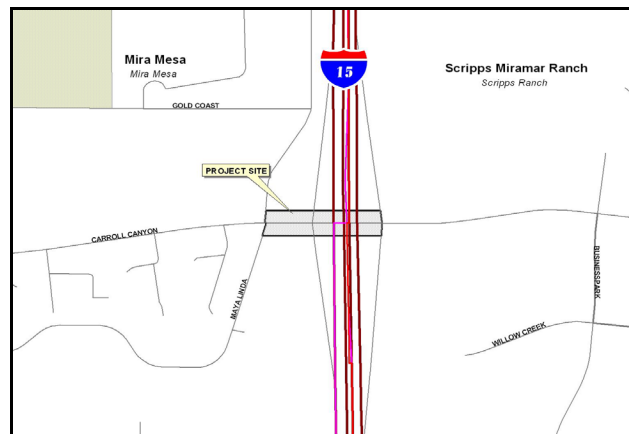 Mira Mesa
Mira Mesa
15
Scripps Miramar Ranch
Scripps Ranch
GOLD COAST
PROJECT SITE
CARROLL CANYON
MAYA LINDA
BUSINESSPARK
WILLOW CREEK